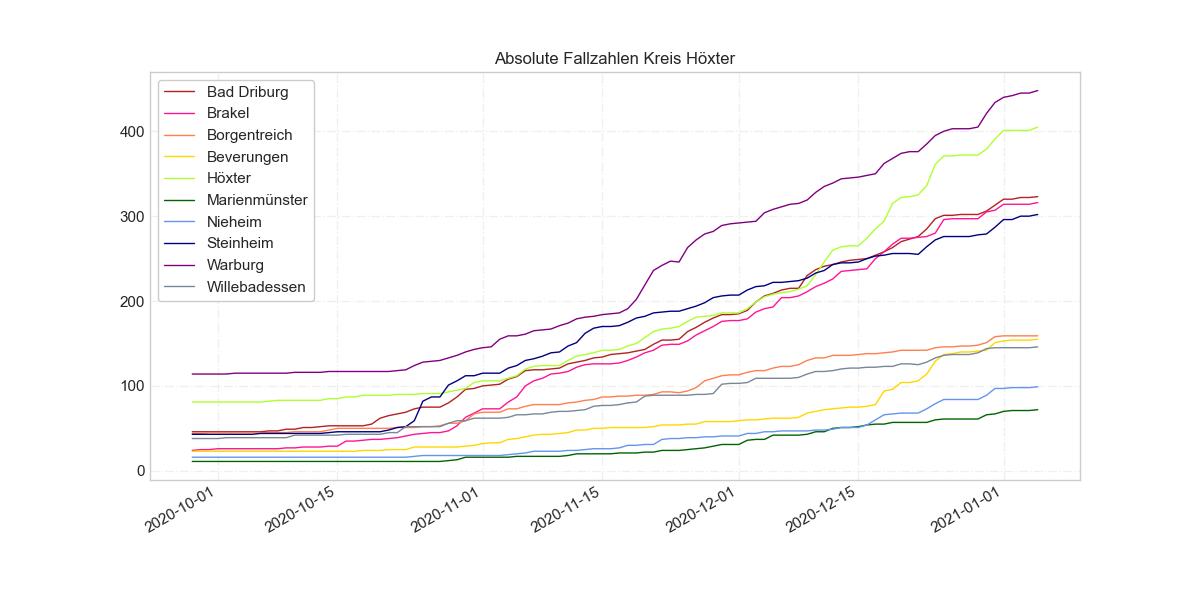 Absolute Fallzahlen Kreis Höxter
Bad Driburg
Brakel
Borgentreich
Beverungen
Höxter
Marienmünster
Nieheim
Steinheim
Warburg
Willebadessen
400
300
200
100
0
2020-10-01
2020-10-15
2020-11-01
2020-11-15
2020-12-01
2020-12-15
2021-01-01